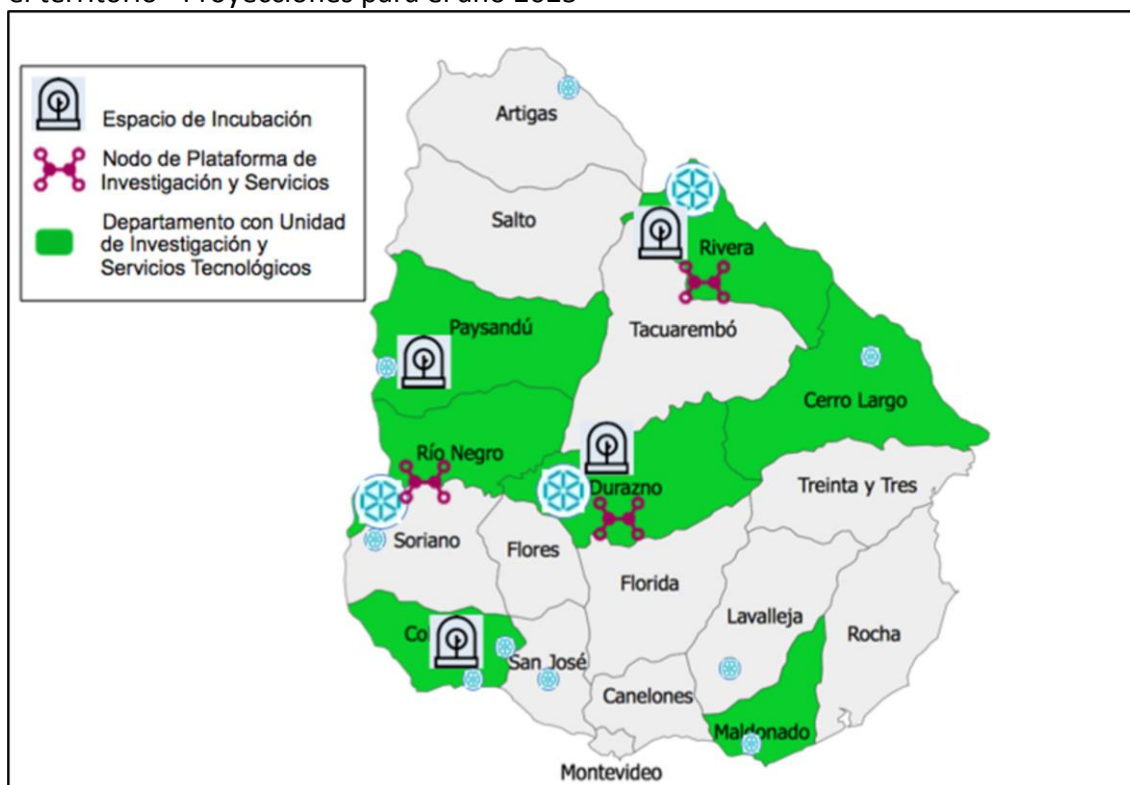 el territorio - Proyecciones para el año 2025
Espacio de Incubación
Nodo de Plataforma de
Investigación y Servicios
Departamento con Unidad
de Investigación y
Servicios Tecnológicos
Artigas
Salto
Rivera
Paysandú
Tacuarembó
Cerro Largo
Río Negro
Durazno
Treinta y Tres
Soriano
Flores
Florida
Lavalleja
Rocha
Co
San José
Canelones
Maldonado
Montevideo